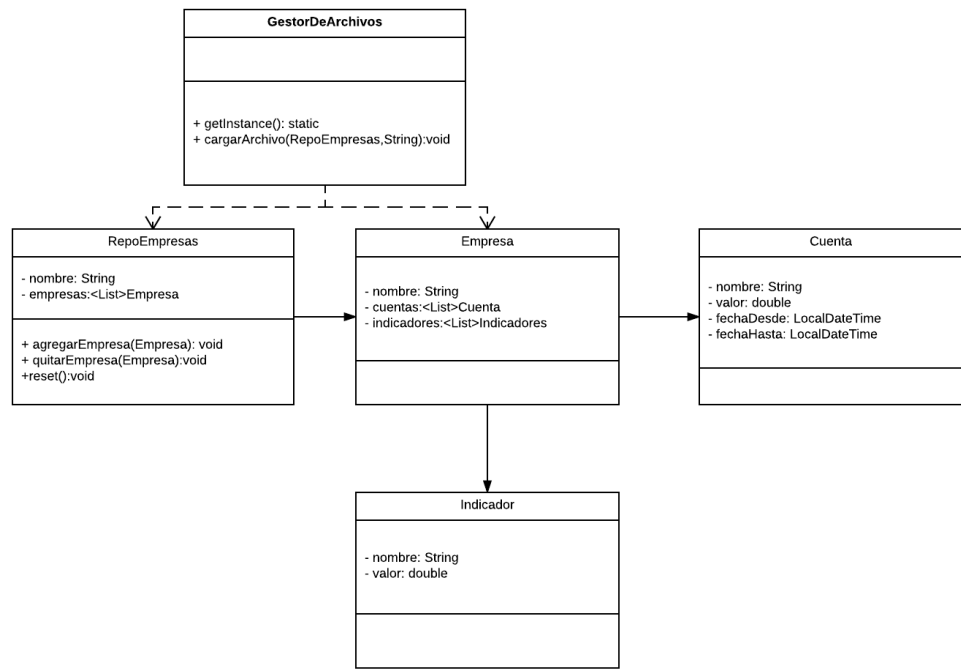 GestorDeArchivos
+ getInstance(): static
+ cargarArchivo(RepoEmpresas,String):void
RepoEmpresas
- nombre: String
- empresas:<List>Empresa
+ agregarEmpresa(Empresa): void
+ quitarEmpresa(Empresa):void
+reset():void
Empresa
- nombre: String
- cuentas:<List>Cuenta
- indicadores:<List>Indicadores
Cuenta
- nombre: String
- valor: double
- fechaDesde: LocalDateTime
- fechaHasta: LocalDateTime
Indicador
- nombre: String
- valor: double